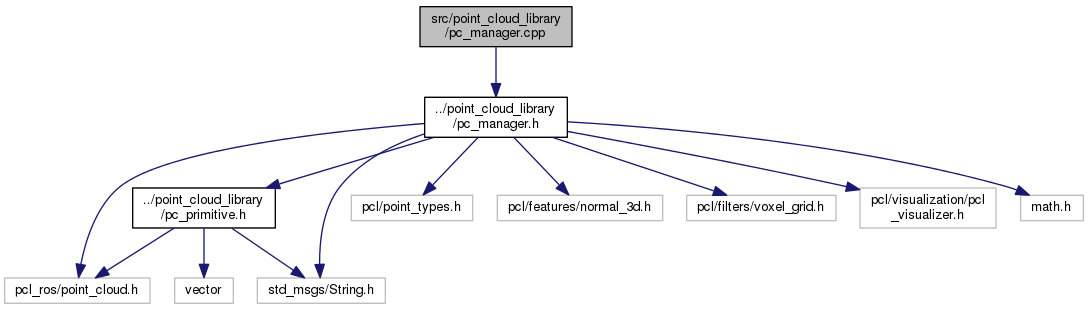 src/point_cloud_library
/pc_manager.cpp
../point_cloud_library
/pc_manager.h
../point_cloud_library
/pc_primitive.h
pcl/point_types.h
pcl/features/normal_3d.h
pcl/filters/voxel_grid.h
pcl/visualization/pcl
_visualizer.h
math.h
pcl_ros/point_cloud.h
vector
std_msgs/String.h